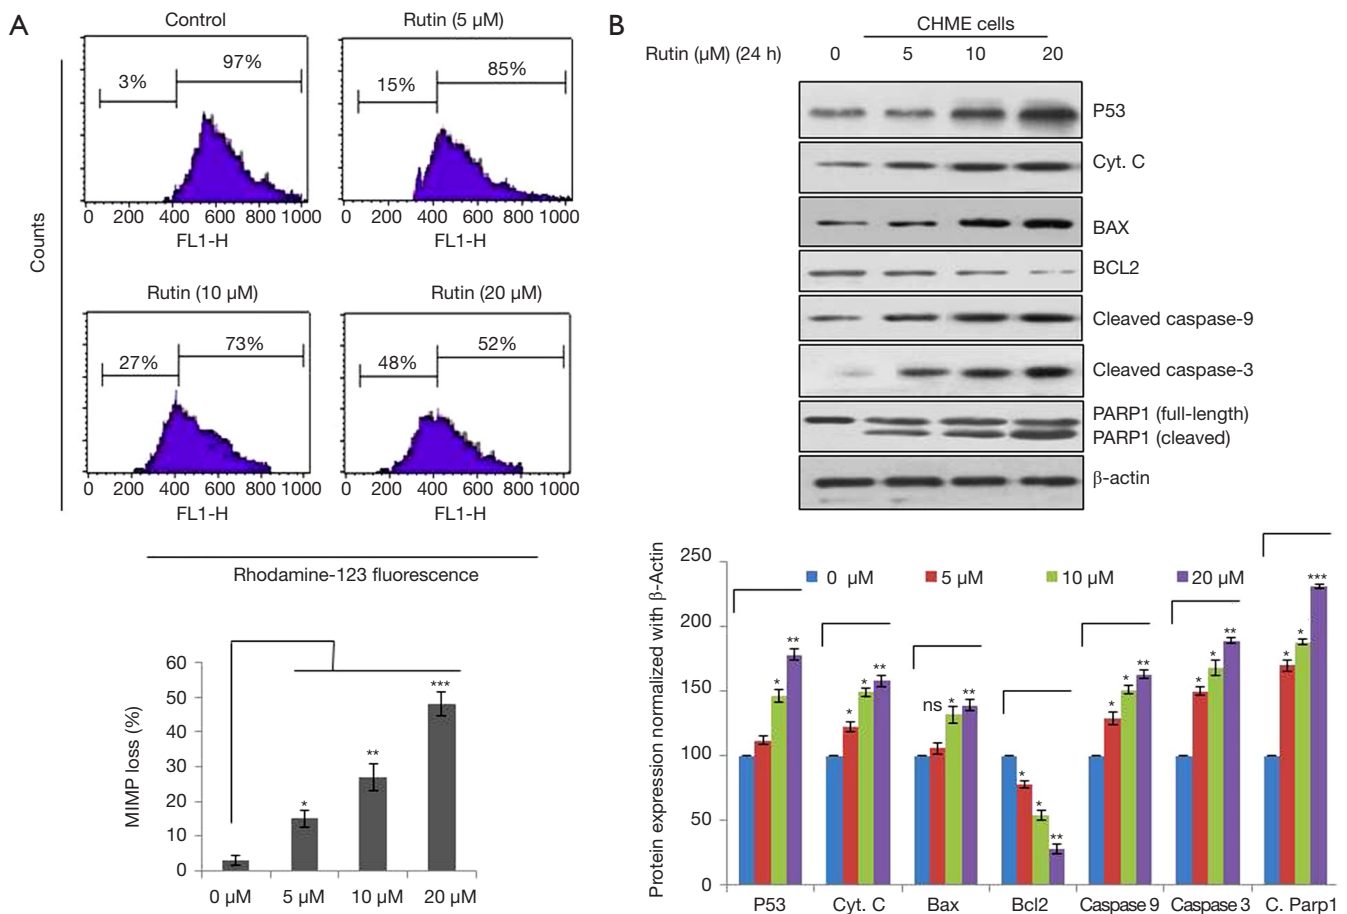 A
Control
Rutin (5 µM)
3%
97%
15%
85%
0 200 400 600 800 1000
0 200 400 600 800 1000
FL1-H
FL1-H
Counts
Rutin (10 µM)
Rutin (20 µM)
27%
73%
48%
52%
0 200 400 600 800 1000
0 200 400 600 800 1000
FL1-H
FL1-H
Rhodamine-123 fluorescence
MIMP loss (%)
60
50
40
30
20
10
0
*
**
***
0 µM 5 µM 10 µM 20 µM
B
CHME cells
Rutin (µM) (24 h) 0 5 10 20
P53
Cyt. C
BAX
BCL2
Cleaved caspase-9
Cleaved caspase-3
PARP1 (full-length)
PARP1 (cleaved)
β-actin
Protein expression normalized with β-Actin
250
200
150
100
50
0
0 µM 5 µM 10 µM 20 µM
* **
* * **
ns * **
* * **
* * **
* * **
* * ***
P53 Cyt. C Bax Bcl2 Caspase 9 Caspase 3 C. Parp1